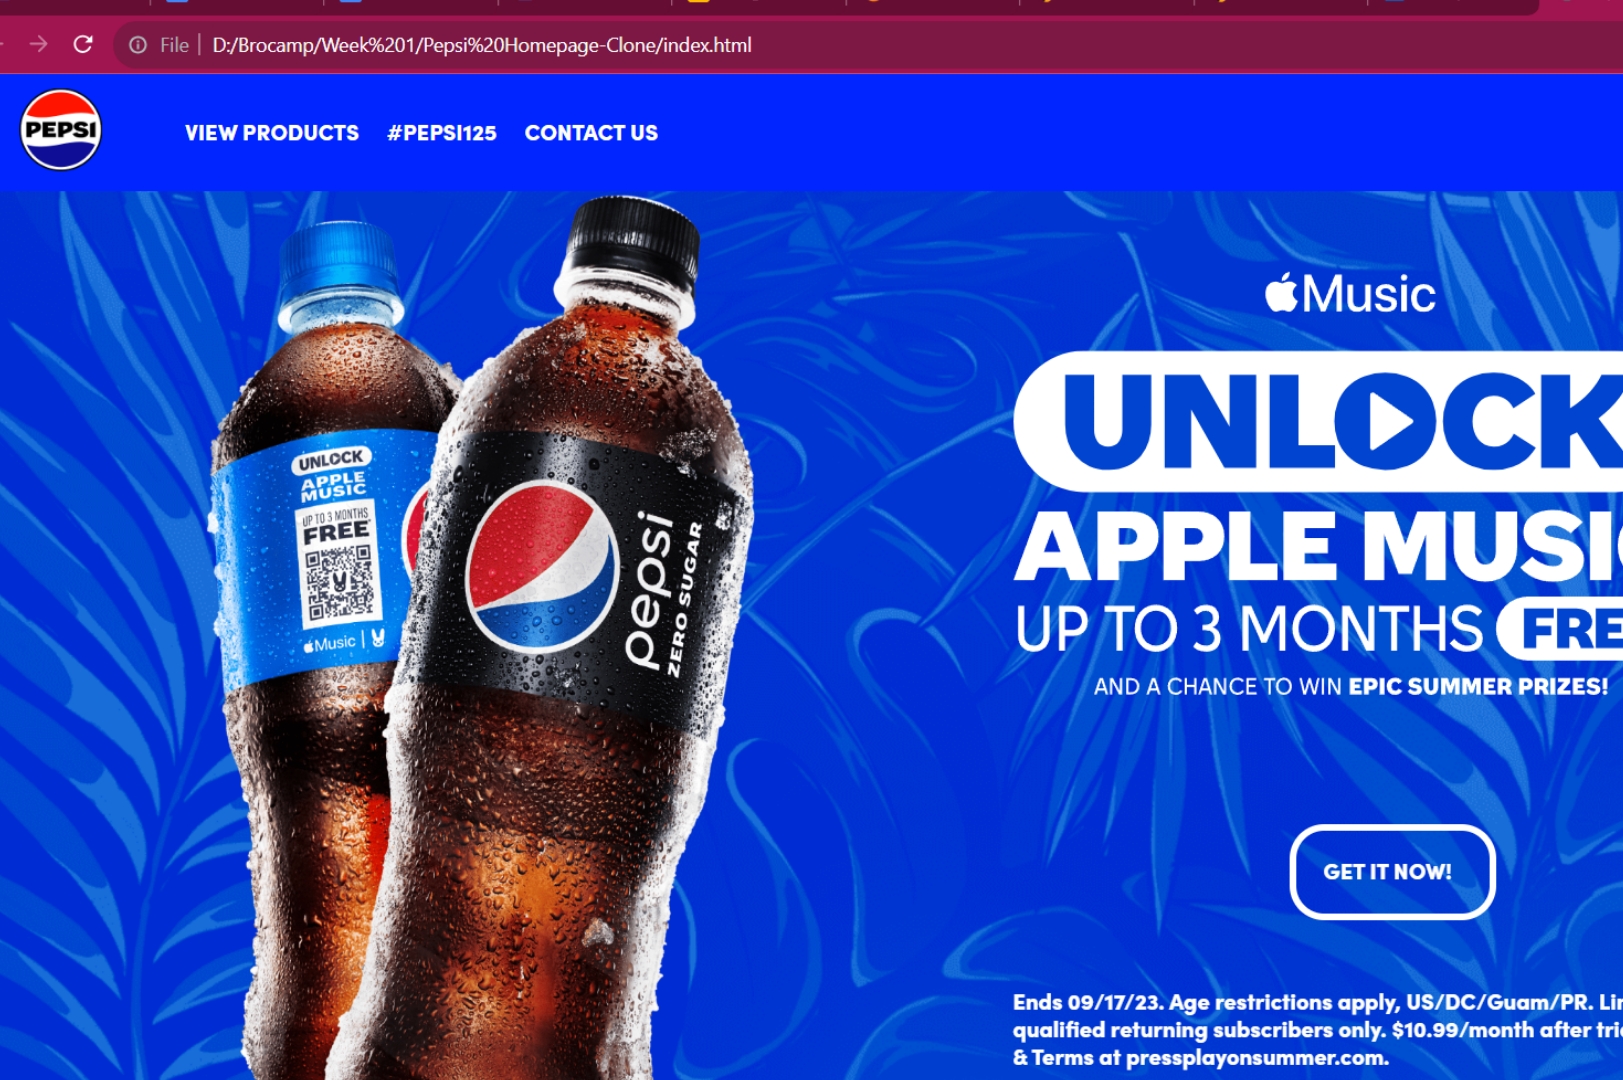 File | D:/Brocamp/Week%201/Pepsi%20Homepage-Clone/index.html
PEPSI
VIEW PRODUCTS #PEPSI125 CONTACT US
Music
UNLOCK
APPLE MUSIC
UP TO 3 MONTHS FRE
AND A CHANCE TO WIN EPIC SUMMER PRIZES!
UNLOCK
APPLE
MUSIC
UP TO 3 MONTHS
FREE*
Music
pepsi
ZERO SUGAR
GET IT NOW!
Ends 09/17/23. Age restrictions apply, US/DC/Guam/PR.
qualified returning subscribers only. $10.99/month after
& Terms at pressplayonsummer.com.